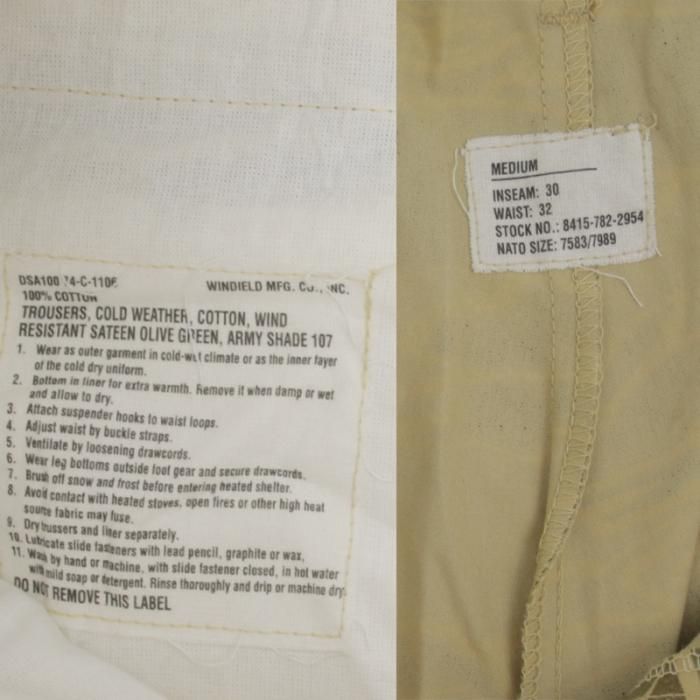 DSA100 74-C-1106
WINDIELD MFG. CO., INC.
100% COTTON
TROUSERS, COLD WEATHER, COTTON, WIND
RESISTANT SATEEN OLIVE GREEN, ARMY SHADE 107
1. Wear as outer garment in cold-wet climate or as the inner layer
of the cold dry uniform.
2. Bottom in liner for extra warmth. Remove it when damp or wet
and allow to dry.
3. Attach suspender hooks to waist loops.
4. Adjust waist by buckle straps.
5. Ventilate by loosening drawcords.
6. Wear leg bottoms outside foot gear and secure drawcords.
7. Brush off snow and frost before entering heated shelter.
8. Avoid contact with heated stoves, open fires or other high heat
source fabric may fuse.
9. Dry trussers and liner separately.
10. Lubricate slide fasteners with lead pencil, graphite or wax.
11. Wash by hand or machine, with slide fastener closed, in hot water
with mild soap or detergent. Rinse thoroughly and drip or machine dry.
DO NOT REMOVE THIS LABEL
MEDIUM
INSEAM: 30
WAIST: 32
STOCK NO.: 8415-782-2954
NATO SIZE: 7583/7989